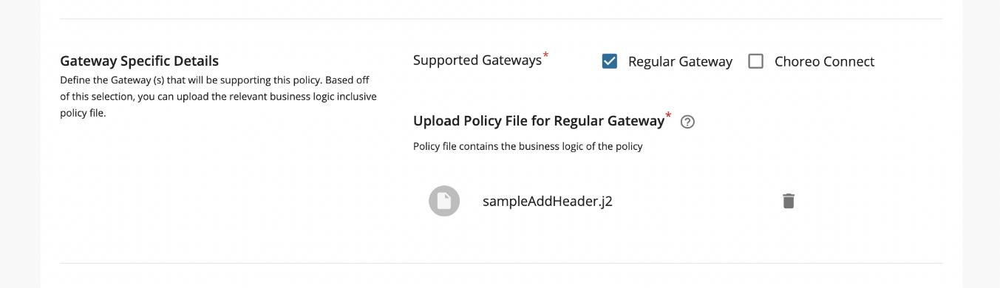 Gateway Specific Details
Define the Gateway (s) that will be supporting this policy. Based off
of this selection, you can upload the relevant business logic inclusive
policy file.
Supported Gateways*
Regular Gateway
Choreo Connect
Upload Policy File for Regular Gateway* ?
Policy file contains the business logic of the policy
sampleAddHeader.j2